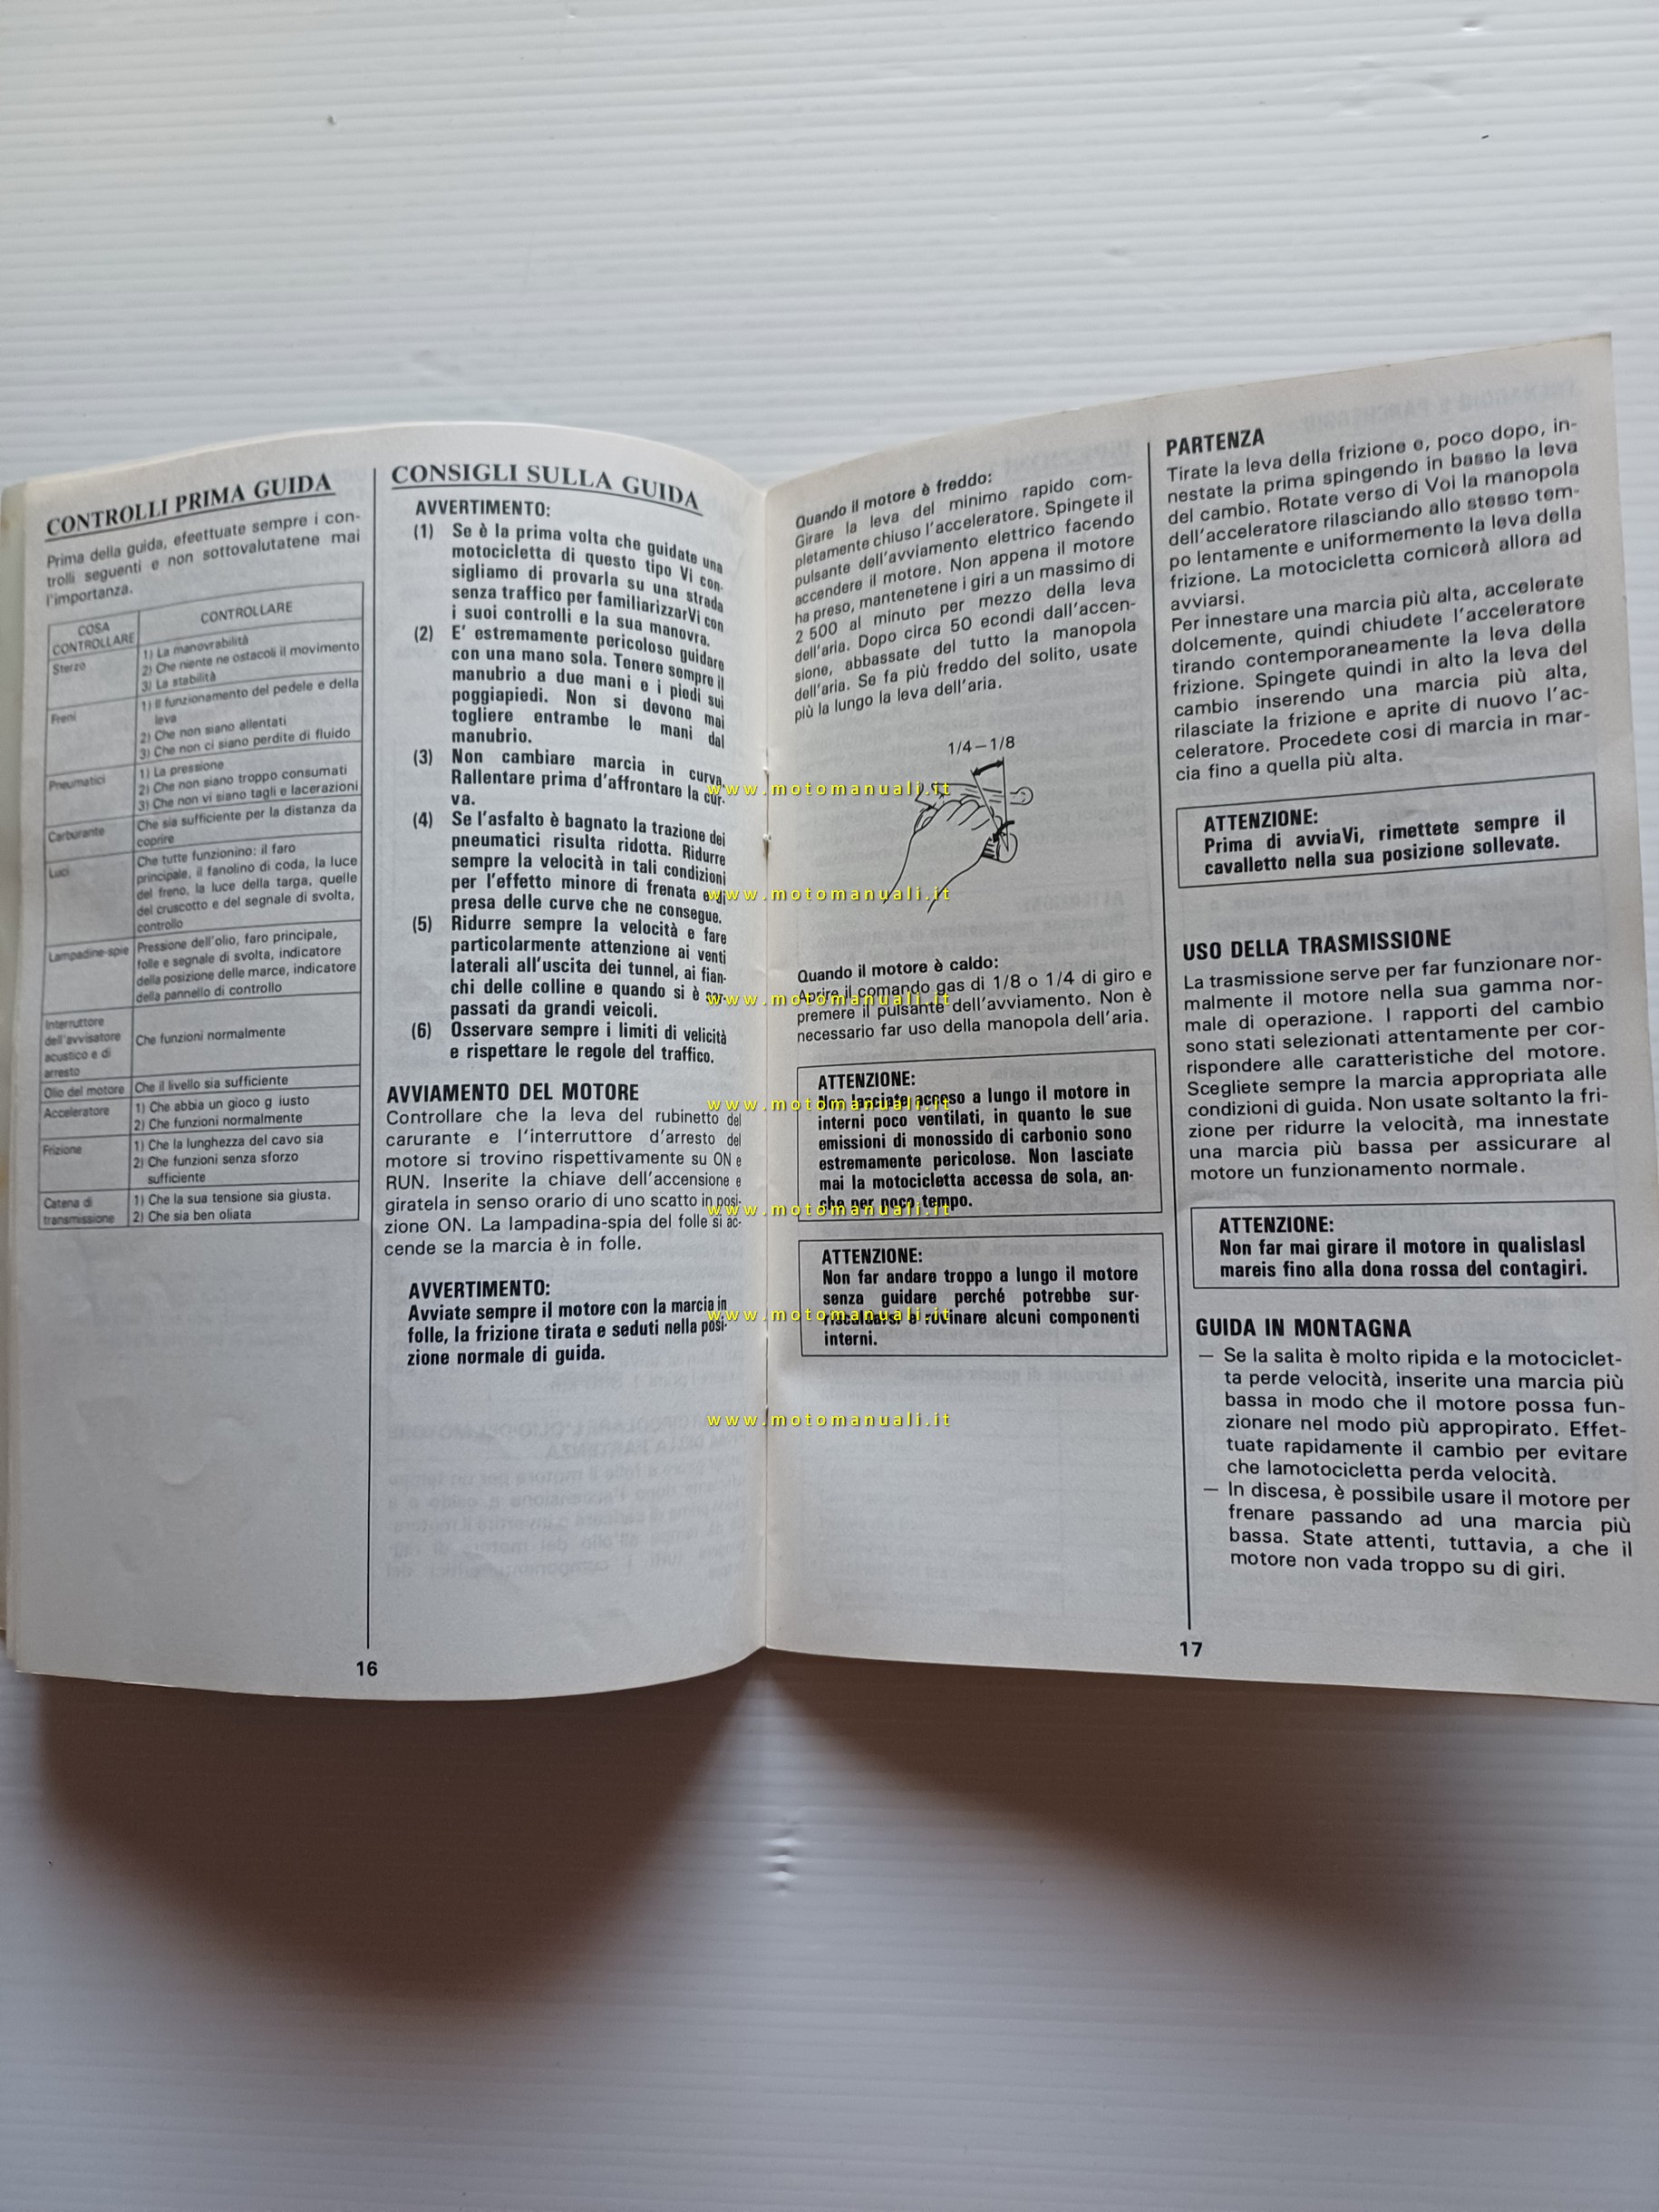 CONTROLLI PRIMA GUIDA
Prima della guida, efeettuate sempre i con-
trolli seguenti e non sottovalutatene mai
l'importanza.
COSA
CONTROLLARE
CONTROLLARE
Sterzo
1) La manovrabilità
2) Che niente ne ostacoli il movimento
3) La stabilità
Freni
1) Il funzionamento del pedele e della
leva
2) Che non siano allentati
3) Che non ci siano perdite di fluido
Pneumatici
1) La pressione
2) Che non siano troppo consumati
3) Che non vi siano tagli e lacerazioni
Carburante
Che sia sufficiente per la distanza da
coprire
Luci
Che tutte funzionino: il faro
principale, il fanolino di coda, la luce
del freno, la luce della targa, quelle
del cruscotto e del segnale di svolta,
controllo
Lampadine-spie
Pressione dell'olio, faro principale,
folle e segnale di svolta, indicatore
della posizione delle marce, indicatore
della pannello di controllo
Interruttore
dell'avvisatore
acustico e di
arresto
Che funzioni normalmente
Olio del motore
Che il livello sia sufficiente
Acceleratore
1) Che abbia un gioco g iusto
2) Che funzioni normalmente
Frizione
1) Che la lunghezza del cavo sia
2) Che funzioni senza sforzo
sufficiente
Catena di
transmissione
1) Che la sua tensione sia giusta.
2) Che sia ben oliata
CONSIGLI SULLA GUIDA
AVVERTIMENTO:
(1) Se è la prima volta che guidate una
motocicletta di questo tipo Vi con-
sigliamo di provarla su una strada
senza traffico per familiarizzarVi con
i suoi controlli e la sua manovra.
(2) E' estremamente pericoloso guidare
con una mano sola. Tenere sempre il
manubrio a due mani e i piedi sui
poggiapiedi. Non si devono mai
togliere entrambe le mani dal
manubrio.
(3) Non cambiare marcia in curva.
Rallentare prima d'affrontare la cur-
va.
(4) Se l'asfalto è bagnato la trazione dei
pneumatici risulta ridotta. Ridurre
sempre la velocità in tali condizioni
per l'effetto minore di frenata e di
presa delle curve che ne consegue.
(5) Ridurre sempre la velocità e fare
particolarmente attenzione ai venti
laterali all'uscita dei tunnel, ai fian-
chi delle colline e quando si è sor-
passati da grandi veicoli.
(6) Osservare sempre i limiti di velicità
e rispettare le regole del traffico.
AVVIAMENTO DEL MOTORE
Controllare che la leva del rubinetto del
carurante e l'interruttore d'arresto del
motore si trovino rispettivamente su ON e
RUN. Inserite la chiave dell'accensione e
giratela in senso orario di uno scatto in posi-
zione ON. La lampadina-spia del folle si ac-
cende se la marcia è in folle.
AVVERTIMENTO:
Avviate sempre il motore con la marcia in
folle, la frizione tirata e seduti nella posi-
zione normale di guida.
16
Quando il motore è freddo:
Girare la leva del minimo rapido com-
pletamente chiuso l'acceleratore. Spingete il
pulsante dell'avviamento elettrico facendo
accendere il motore. Non appena il motore
ha preso, mantenetene i giri a un massimo di
2 500 al minuto per mezzo della leva
dell'aria. Dopo circa 50 econdi dall'accen-
sione, abbassate del tutto la manopola
dell'aria. Se fa più freddo del solito, usate
più la lungo la leva dell'aria.
1/4–1/8
Quando il motore è caldo:
Aprire il comando gas di 1/8 o 1/4 di giro e
premere il pulsante dell'avviamento. Non è
necessario far uso della manopola dell'aria.
ATTENZIONE:
Non lasciate acceso a lungo il motore in
interni poco ventilati, in quanto le sue
emissioni di monossido di carbonio sono
estremamente pericolose. Non lasciate
mai la motocicletta accessa de sola, an-
che per poco tempo.
ATTENZIONE:
Non far andare troppo a lungo il motore
senza guidare perché potrebbe sur-
riscaldarsi e rovinare alcuni componenti
interni.
PARTENZA
Tirate la leva della frizione e, poco dopo, in-
nestate la prima spingendo in basso la leva
del cambio. Rotate verso di Voi la manopola
dell'acceleratore rilasciando allo stesso tem-
po lentamente e uniformemente la leva della
frizione. La motocicletta comicerà allora ad
avviarsi.
Per innestare una marcia più alta, accelerate
dolcemente, quindi chiudete l'acceleratore
tirando contemporaneamente la leva della
frizione. Spingete quindi in alto la leva del
cambio inserendo una marcia più alta,
rilasciate la frizione e aprite di nuovo l'ac-
celeratore. Procedete cosi di marcia in mar-
cia fino a quella più alta.
ATTENZIONE:
Prima di avviaVi, rimettete sempre il
cavalletto nella sua posizione sollevate.
USO DELLA TRASMISSIONE
La trasmissione serve per far funzionare nor-
malmente il motore nella sua gamma nor-
male di operazione. I rapporti del cambio
sono stati selezionati attentamente per cor-
rispondere alle caratteristiche del motore.
Scegliete sempre la marcia appropriata alle
condizioni di guida. Non usate soltanto la fri-
zione per ridurre la velocità, ma innestate
una marcia più bassa per assicurare al
motore un funzionamento normale.
ATTENZIONE:
Non far mai girare il motore in qualislasl
mareis fino alla dona rossa del contagiri.
GUIDA IN MONTAGNA
— Se la salita è molto ripida e la motociclet-
ta perde velocità, inserite una marcia più
bassa in modo che il motore possa fun-
zionare nel modo più appropirato. Effet-
tuate rapidamente il cambio per evitare
che lamotocicletta perda velocità.
— In discesa, è possibile usare il motore per
frenare passando ad una marcia più
bassa. State attenti, tuttavia, a che il
motore non vada troppo su di giri.
17
www.motomanuali.it
www.motomanuali.it
www.motomanuali.it
www.motomanuali.it
www.motomanuali.it
www.motomanuali.it
www.motomanuali.it